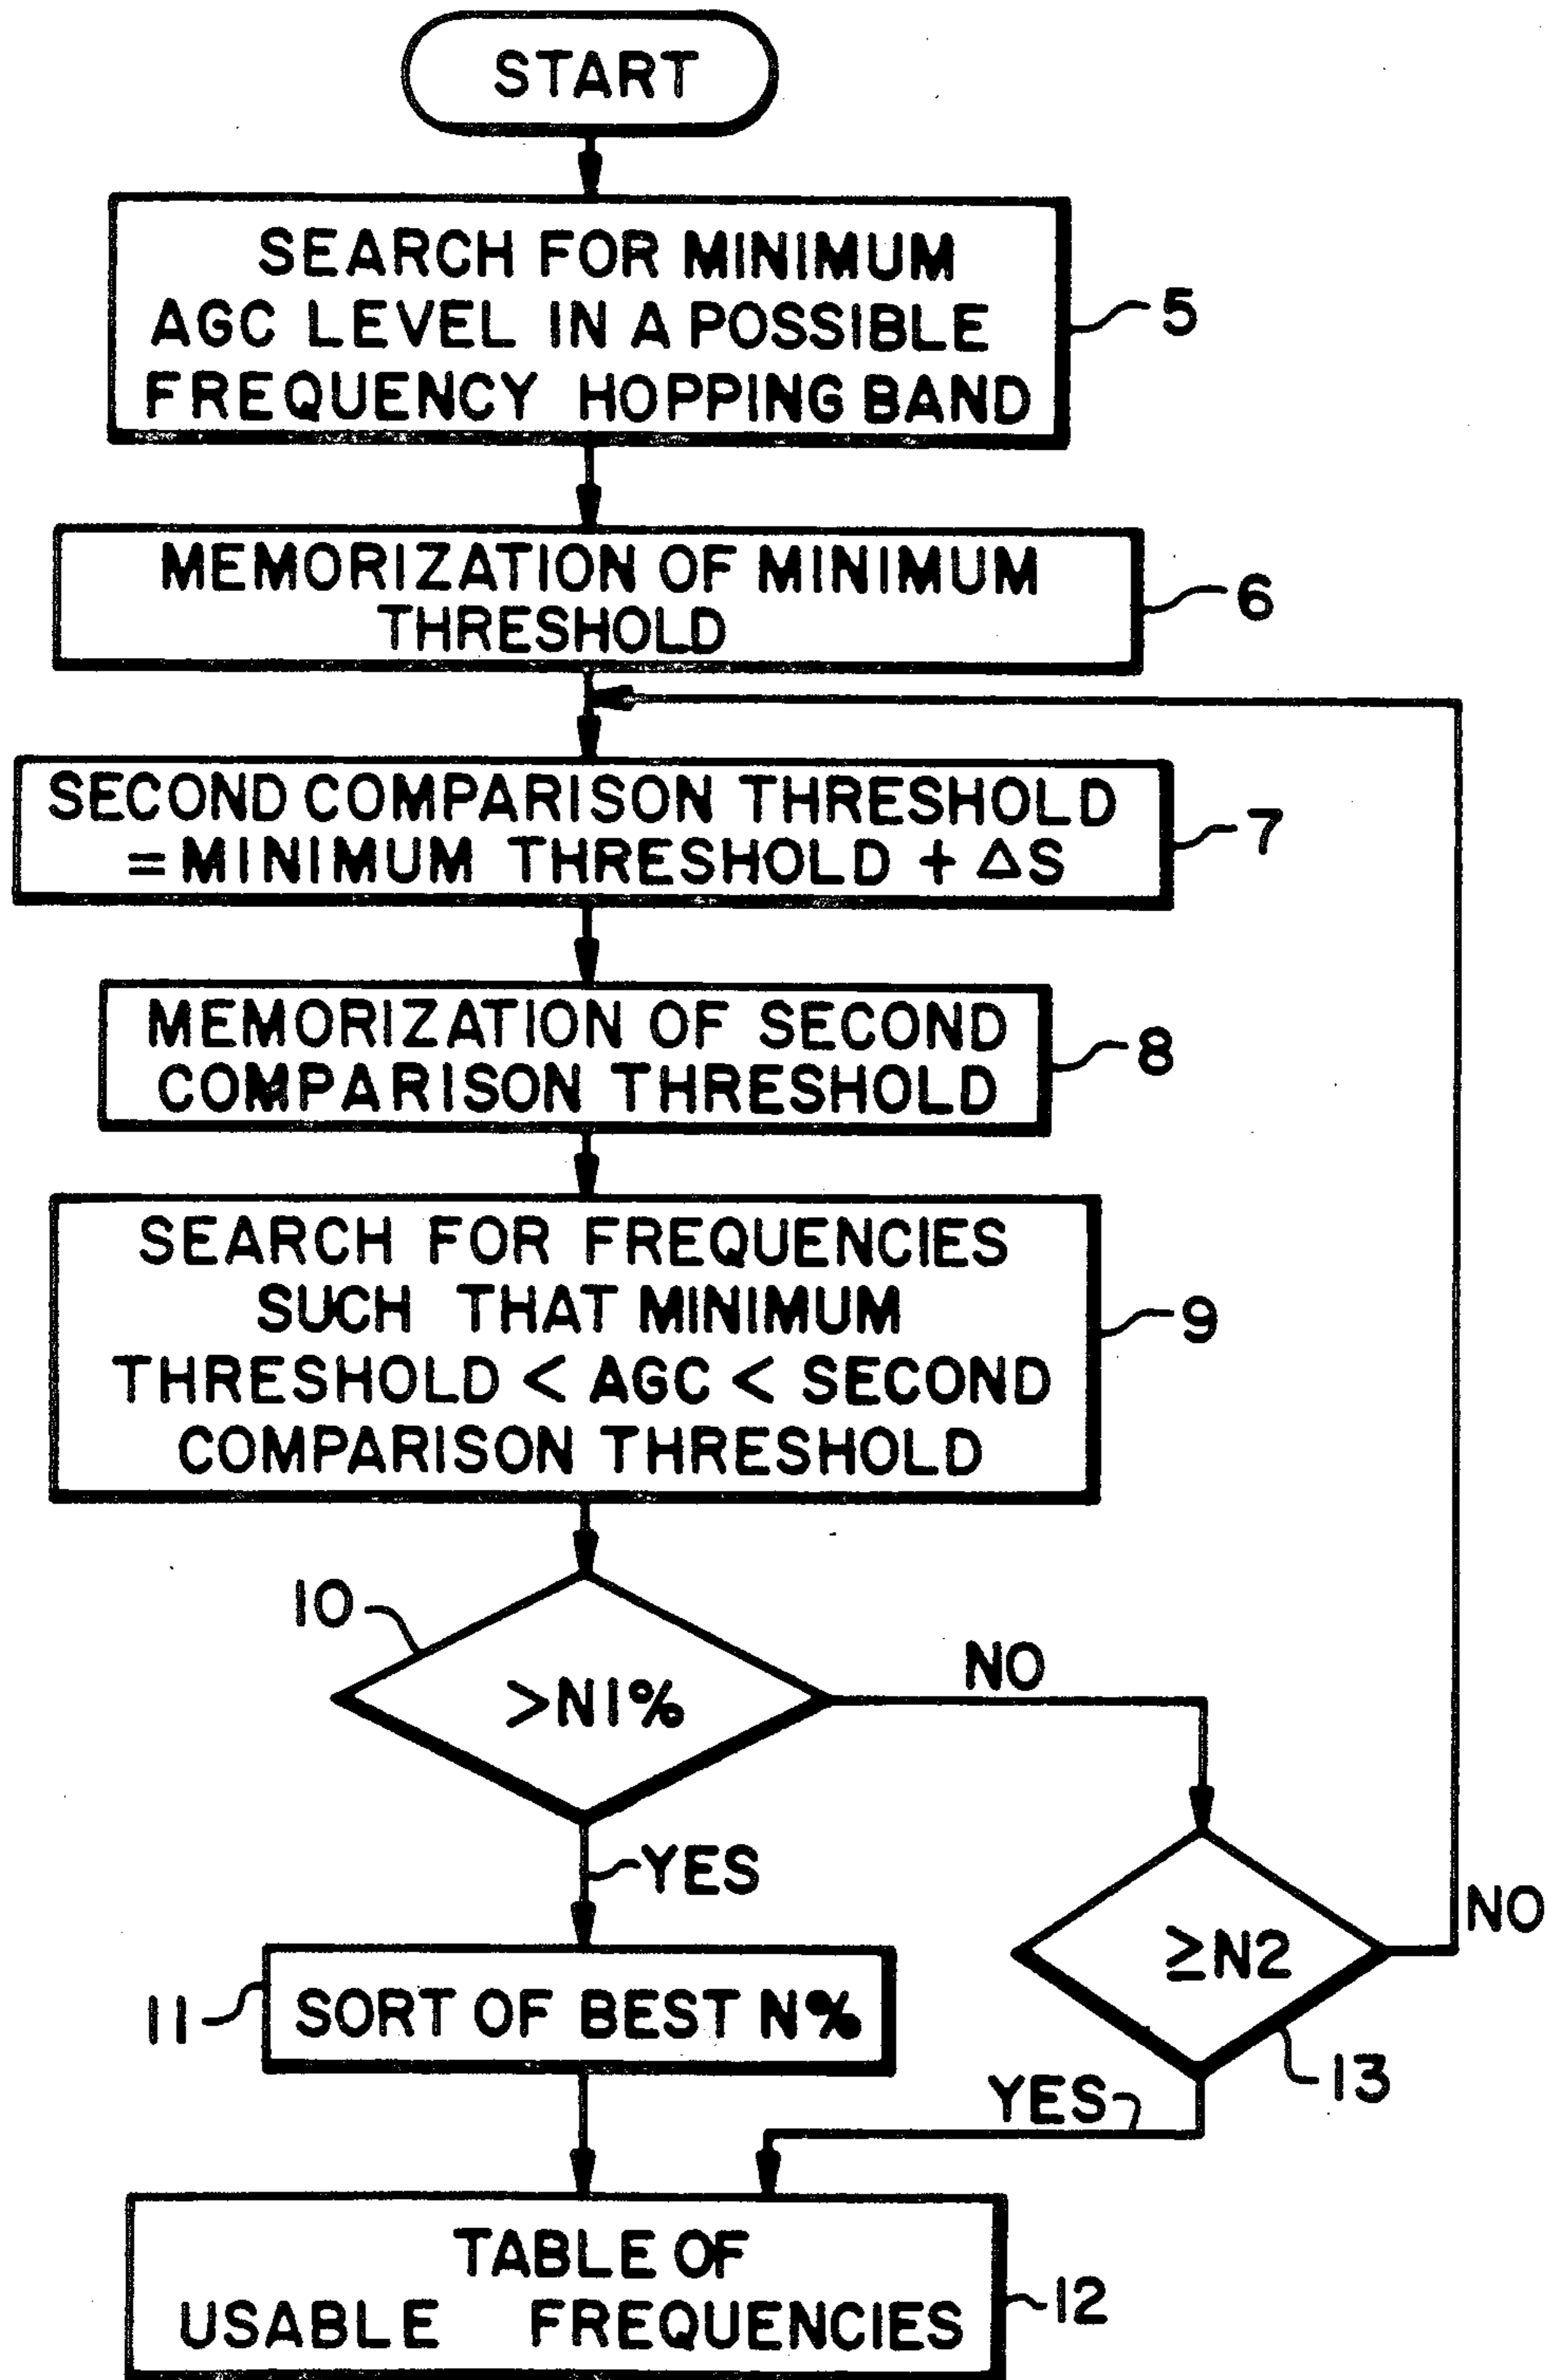 START
SEARCH FOR MINIMUM
AGC LEVEL IN A POSSIBLE
FREQUENCY HOPPING BAND
5
MEMORIZATION OF MINIMUM
THRESHOLD
6
SECOND COMPARISON THRESHOLD
= MINIMUM THRESHOLD + ΔS
7
MEMORIZATION OF SECOND
COMPARISON THRESHOLD
8
SEARCH FOR FREQUENCIES
SUCH THAT MINIMUM
THRESHOLD < AGC < SECOND
COMPARISON THRESHOLD
9
10
>N1%
NO
YES
≥N2
NO
13
11
SORT OF BEST N%
YES
TABLE OF
USABLE FREQUENCIES
12